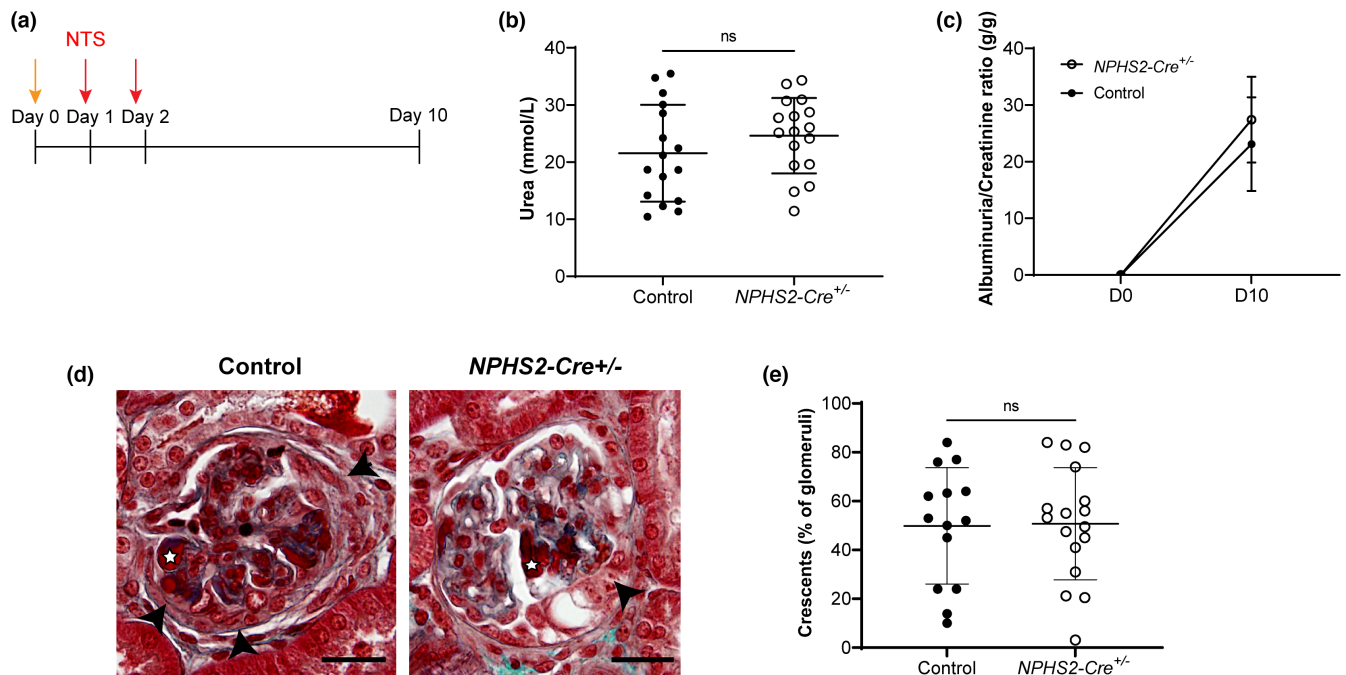 (a)
NTS
Day 0 Day 1 Day 2 Day 10
(b)
ns
Urea (mmol/L)
40
30
20
10
0
Control NPHS2-Cre+/-
(c)
Albuminuria/Creatinine ratio (g/g)
40
30
20
10
0
NPHS2-Cre+/-
Control
D0 D10
(d)
Control NPHS2-Cre+/-
(e)
ns
Crescents (% of glomeruli)
100
80
60
40
20
0
Control NPHS2-Cre+/-